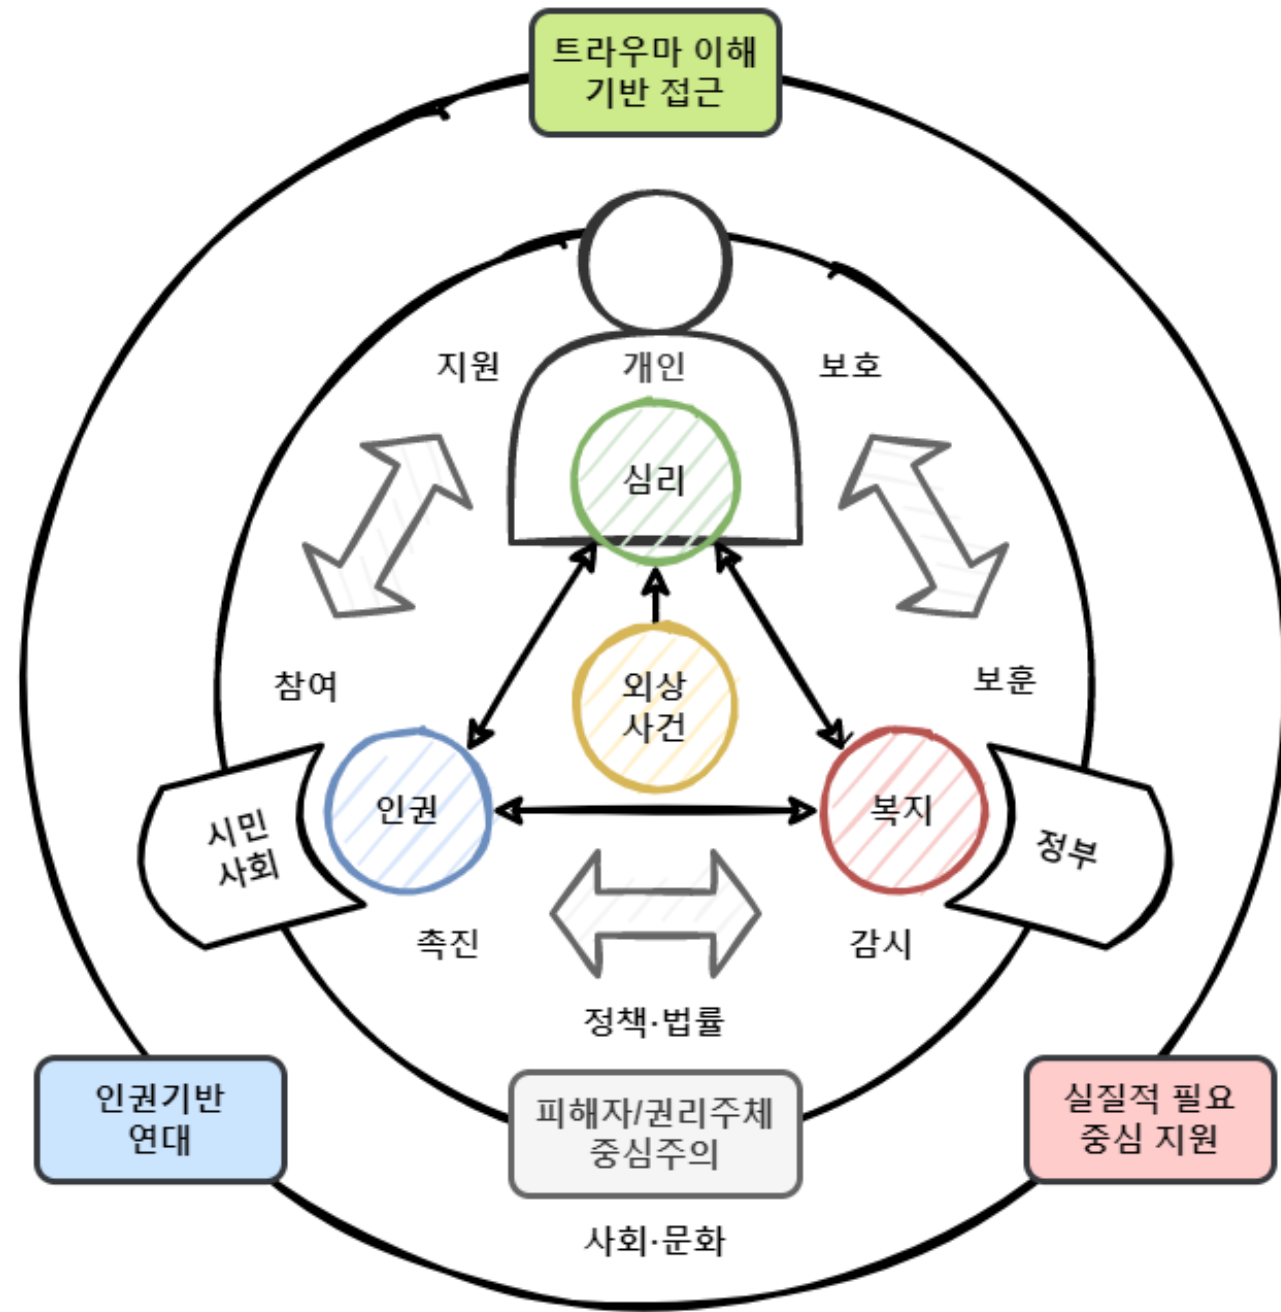 트라우마 이해
기반 접근
지원
개인
보호
심리
참여
외상
사건
보훈
시민
사회
인권
복지
정부
촉진
감시
정책·법률
인권기반
연대
피해자/권리주체
중심주의
실질적 필요
중심 지원
사회·문화